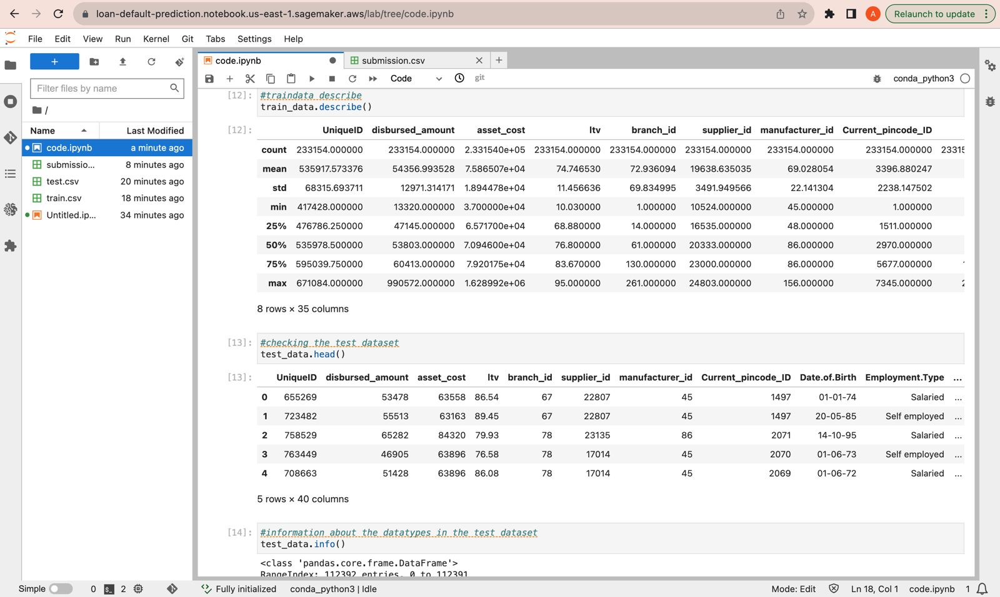 loan-default-prediction.notebook.us-east-1.sagemaker.aws/lab/tree/code.ipynb
A
Relaunch to update
File Edit View Run Kernel Git Tabs Settings Help
+
Filter files by name
/
Name Last Modified
code.ipynb a minute ago
submissio... 8 minutes ago
test.csv 20 minutes ago
train.csv 18 minutes ago
Untitled.ip... 34 minutes ago
code.ipynb
submission.csv
Code
git
conda_python3
[12]: #traindata describe
train_data.describe()
[12]: UniqueID disbursed_amount asset_cost ltv branch_id supplier_id manufacturer_id Current_pincode_ID
count 233154.000000 233154.000000 2.331540e+05 233154.000000 233154.000000 233154.000000 233154.000000 233154.000000 23315
mean 535917.573376 54356.993528 7.586507e+04 74.746530 72.936094 19638.635035 69.028054 3396.880247
std 68315.693711 12971.314171 1.894478e+04 11.456636 69.834995 3491.949566 22.141304 2238.147502
min 417428.000000 13320.000000 3.700000e+04 10.030000 1.000000 10524.000000 45.000000 1.000000
25% 476786.250000 47145.000000 6.571700e+04 68.880000 14.000000 16535.000000 48.000000 1511.000000
50% 535978.500000 53803.000000 7.094600e+04 76.800000 61.000000 20333.000000 86.000000 2970.000000
75% 595039.750000 60413.000000 7.920175e+04 83.670000 130.000000 23000.000000 86.000000 5677.000000
max 671084.000000 990572.000000 1.628992e+06 95.000000 261.000000 24803.000000 156.000000 7345.000000
8 rows × 35 columns
[13]: #checking the test dataset
test_data.head()
[13]: UniqueID disbursed_amount asset_cost ltv branch_id supplier_id manufacturer_id Current_pincode_ID Date.of.Birth Employment.Type ...
0 655269 53478 63558 86.54 67 22807 45 1497 01-01-74 Salaried ...
1 723482 55513 63163 89.45 67 22807 45 1497 20-05-85 Self employed ...
2 758529 65282 84320 79.93 78 23135 86 2071 14-10-95 Salaried ...
3 763449 46905 63896 76.58 78 17014 45 2070 01-06-73 Self employed ...
4 708663 51428 63896 86.08 78 17014 45 2069 01-06-72 Salaried ...
5 rows × 40 columns
[14]: #information about the datatypes in the test dataset
test_data.info()
<class 'pandas.core.frame.DataFrame'>
RangeIndex: 112392 entries, 0 to 112391
Simple 0 2 Fully initialized conda_python3 | Idle Mode: Edit Ln 18, Col 1 code.ipynb 1